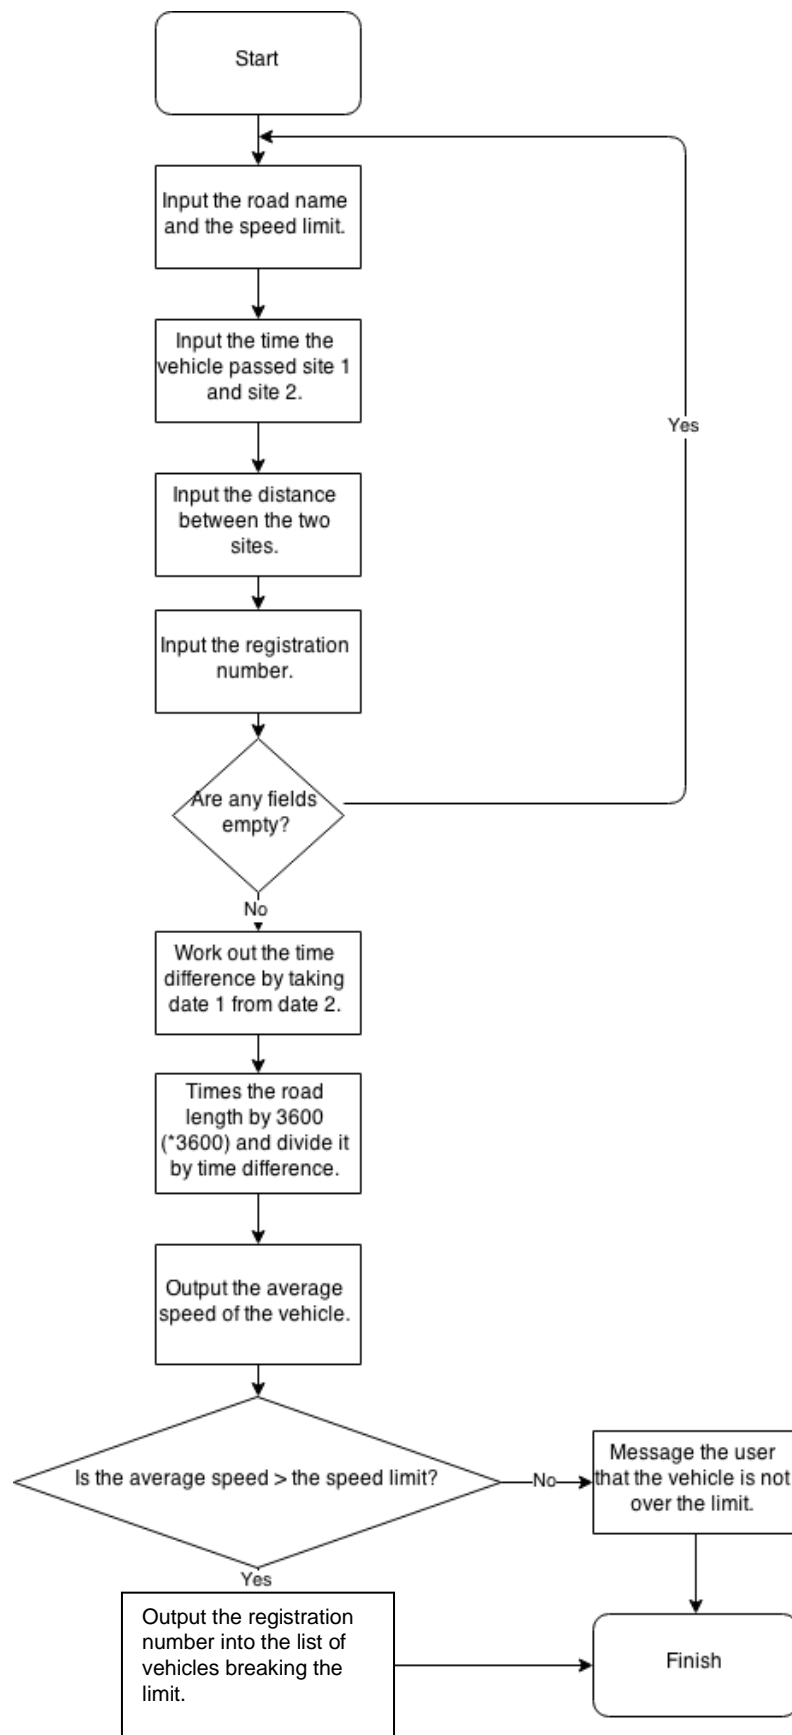 Start
Input the road name
and the speed limit.
Input the time the
vehicle passed site 1
and site 2.
Yes
Input the distance
between the two
sites.
Input the registration
number.
Are any fields
empty?
No
Work out the time
difference by taking
date 1 from date 2.
Times the road
length by 3600
(*3600) and divide it
by time difference.
Output the average
speed of the vehicle.
Is the average speed > the speed limit?
No
Message the user
that the vehicle is not
over the limit.
Yes
Output the registration
number into the list of
vehicles breaking the
limit.
Finish